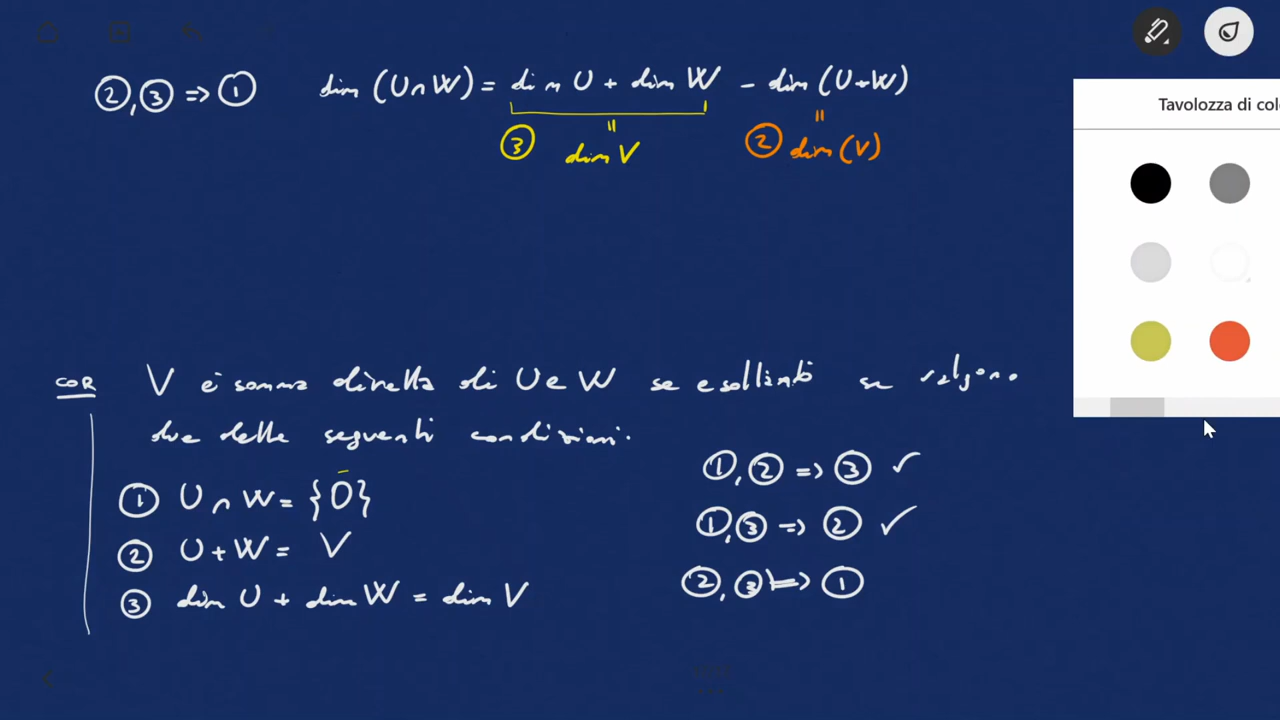 ②,③ => ① dim (U∩W) = dim U + dim W - dim (U+W)
③ = dim V ② = dim (V)
Tavolozza di col
COR V è somma diretta di U e W se e soltanto se valgono
due delle seguenti condizioni:
① U∩W = {0}
② U+W = V
③ dim U + dim W = dim V
①,② => ③ ✓
①,③ => ② ✓
②,③ => ①